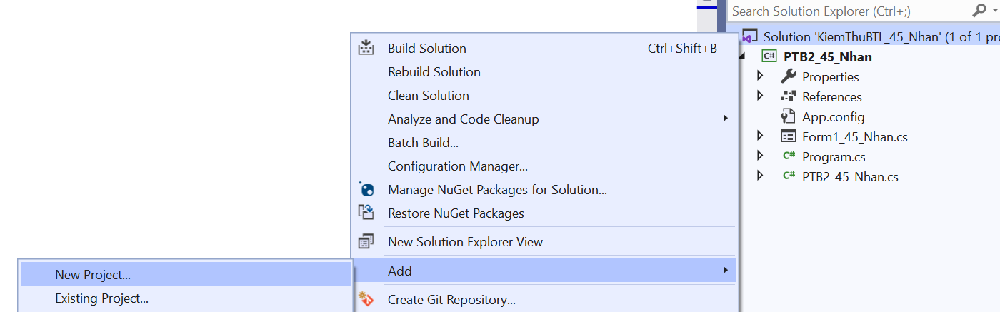 Search Solution Explorer (Ctrl+;)
Solution 'KiemThuBTL_45_Nhan' (1 of 1 pro
C# PTB2_45_Nhan
Properties
References
App.config
Form1_45_Nhan.cs
C# Program.cs
C# PTB2_45_Nhan.cs
Build Solution Ctrl+Shift+B
Rebuild Solution
Clean Solution
Analyze and Code Cleanup
Batch Build...
Configuration Manager...
Manage NuGet Packages for Solution...
Restore NuGet Packages
New Solution Explorer View
Add
Create Git Repository...
New Project...
Existing Project...